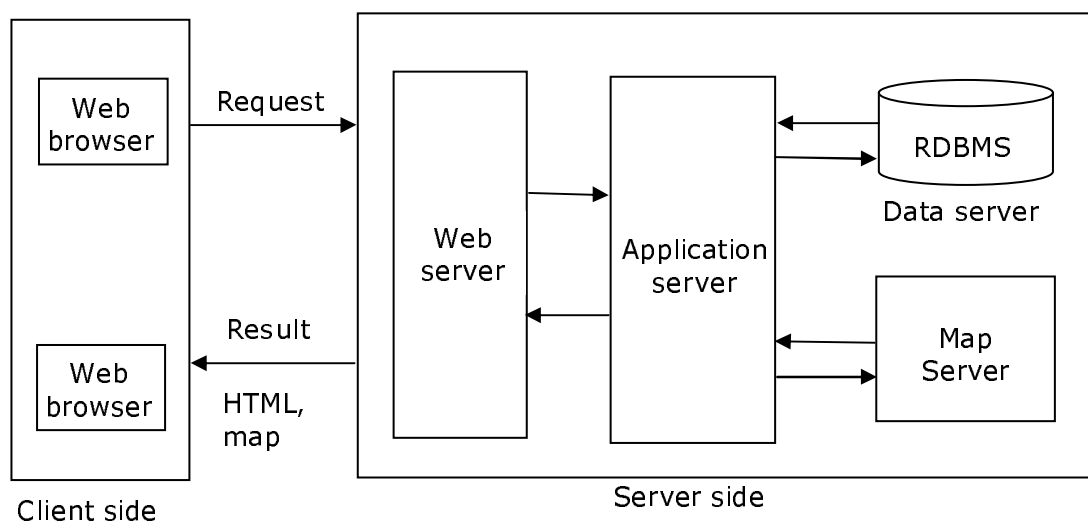 Web
browser
Request
Web
server
Application
server
RDBMS
Data server
Map
Server
Result
HTML,
map
Web
browser
Client side
Server side